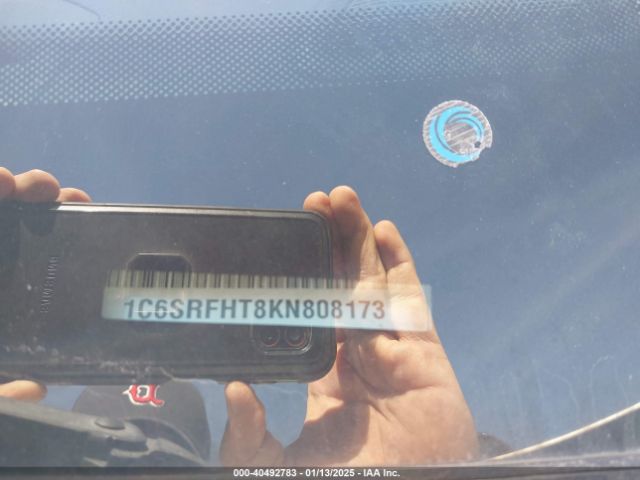 SAMSUNG
1C6SRFHT8KN808173
000-40492783 - 01/13/2025 - IAA Inc.